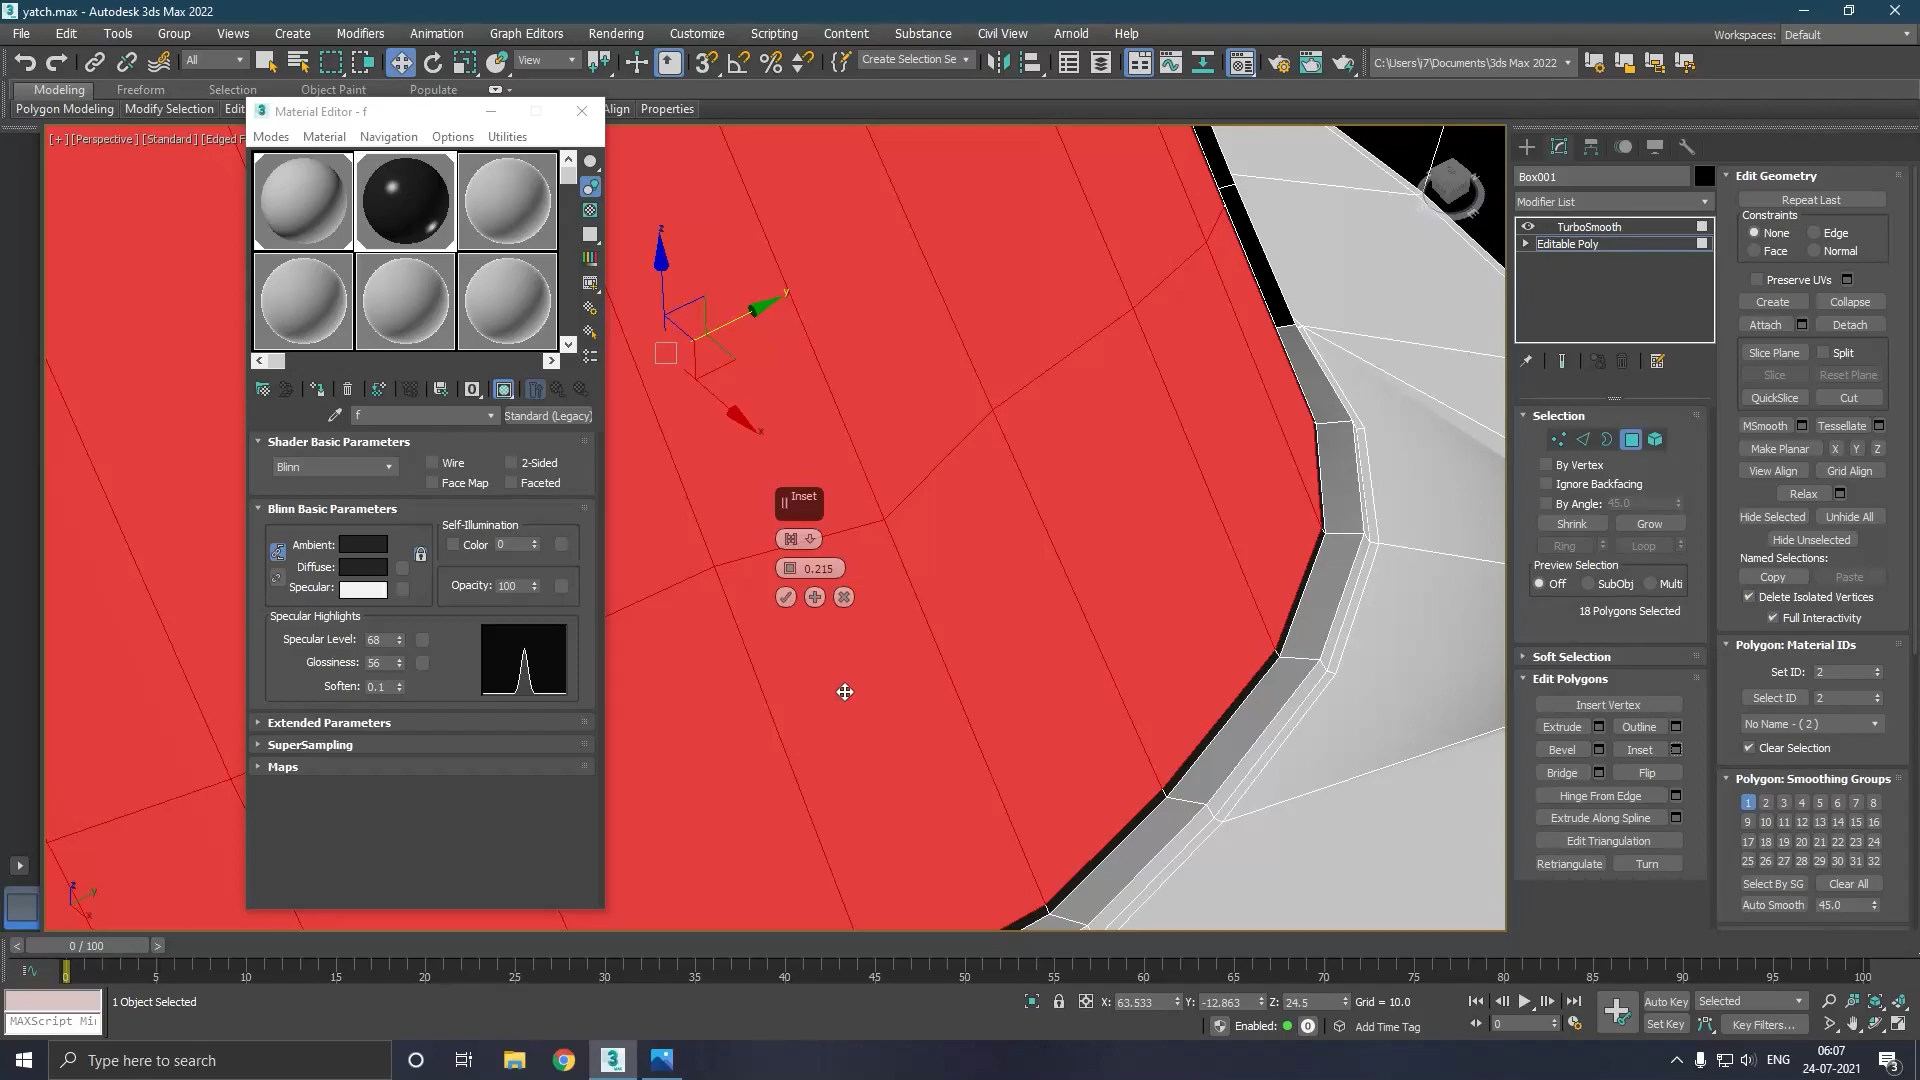 yatch.max - Autodesk 3ds Max 2022
File Edit Tools Group Views Create Modifiers Animation Graph Editors Rendering Customize Scripting Content Substance Civil View Arnold Help
Workspaces: Default
All View Create Selection Se C:\Users\i7\Documents\3ds Max 2022
Modeling Freeform Selection Object Paint Populate
Polygon Modeling Modify Selection Edi Align Properties
Material Editor - f
[+] [Perspective] [Standard] [Edged F
Modes Material Navigation Options Utilities
f Standard (Legacy)
Shader Basic Parameters
Blinn Wire 2-Sided
Face Map Faceted
Blinn Basic Parameters
Self-Illumination
Ambient: Color 0
Diffuse:
Specular: Opacity: 100
Specular Highlights
Specular Level: 68
Glossiness: 56
Soften: 0.1
Extended Parameters
SuperSampling
Maps
z
y
x
Inset
0.215
Box001
Modifier List
TurboSmooth
Editable Poly
Selection
By Vertex
Ignore Backfacing
By Angle: 45.0
Shrink Grow
Ring Loop
Preview Selection
Off SubObj Multi
18 Polygons Selected
Soft Selection
Edit Polygons
Insert Vertex
Extrude Outline
Bevel Inset
Bridge Flip
Hinge From Edge
Extrude Along Spline
Edit Triangulation
Retriangulate Turn
Edit Geometry
Repeat Last
Constraints
None Edge
Face Normal
Preserve UVs
Create Collapse
Attach Detach
Slice Plane Split
Slice Reset Plane
QuickSlice Cut
MSmooth Tessellate
Make Planar X Y Z
View Align Grid Align
Relax
Hide Selected Unhide All
Hide Unselected
Named Selections:
Copy Paste
Delete Isolated Vertices
Full Interactivity
Polygon: Material IDs
Set ID: 2
Select ID 2
No Name - ( 2 )
Clear Selection
Polygon: Smoothing Groups
1 2 3 4 5 6 7 8
9 10 11 12 13 14 15 16
17 18 19 20 21 22 23 24
25 26 27 28 29 30 31 32
Select By SG Clear All
Auto Smooth 45.0
z
y
x
< 0 / 100 >
0 5 10 15 20 25 30 35 40 45 50 55 60 65 70 75 80 85 90 95 100
1 Object Selected
MAXScript Mi
X: 63.533 Y: -12.863 Z: 24.5 Grid = 10.0
Enabled: 0 Add Time Tag
0
Auto Key Selected
Set Key Key Filters...
Type here to search
ENG
06:07
24-07-2021
3